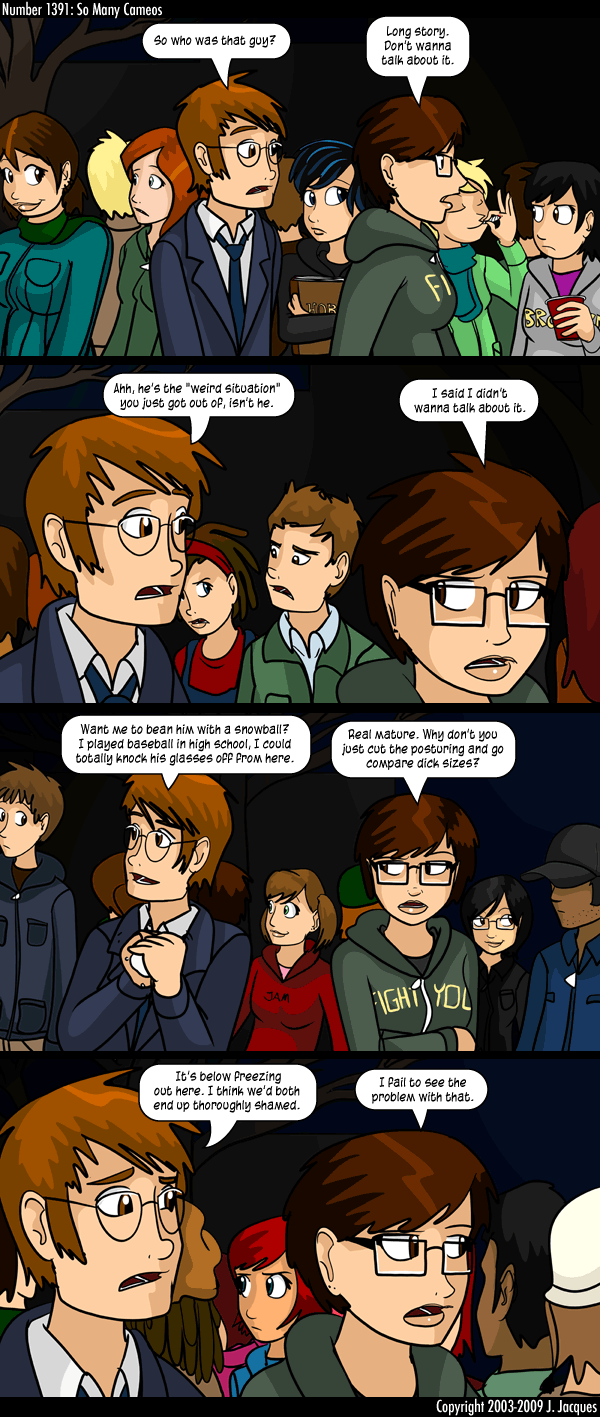 Number 1391: So Many Cameos
So who was that guy?
Long story.
Don't wanna
talk about it.
FI
HOB
BRO
Ahh, he's the "weird situation"
you just got out of, isn't he.
I said I didn't
wanna talk about it.
Want me to bean him with a snowball?
I played baseball in high school, I could
totally knock his glasses off from here.
Real mature. Why don't you
just cut the posturing and go
compare dick sizes?
JAM
FIGHT YOU
It's below freezing
out here. I think we'd both
end up thoroughly shamed.
I fail to see the
problem with that.
Copyright 2003-2009 J. Jacques